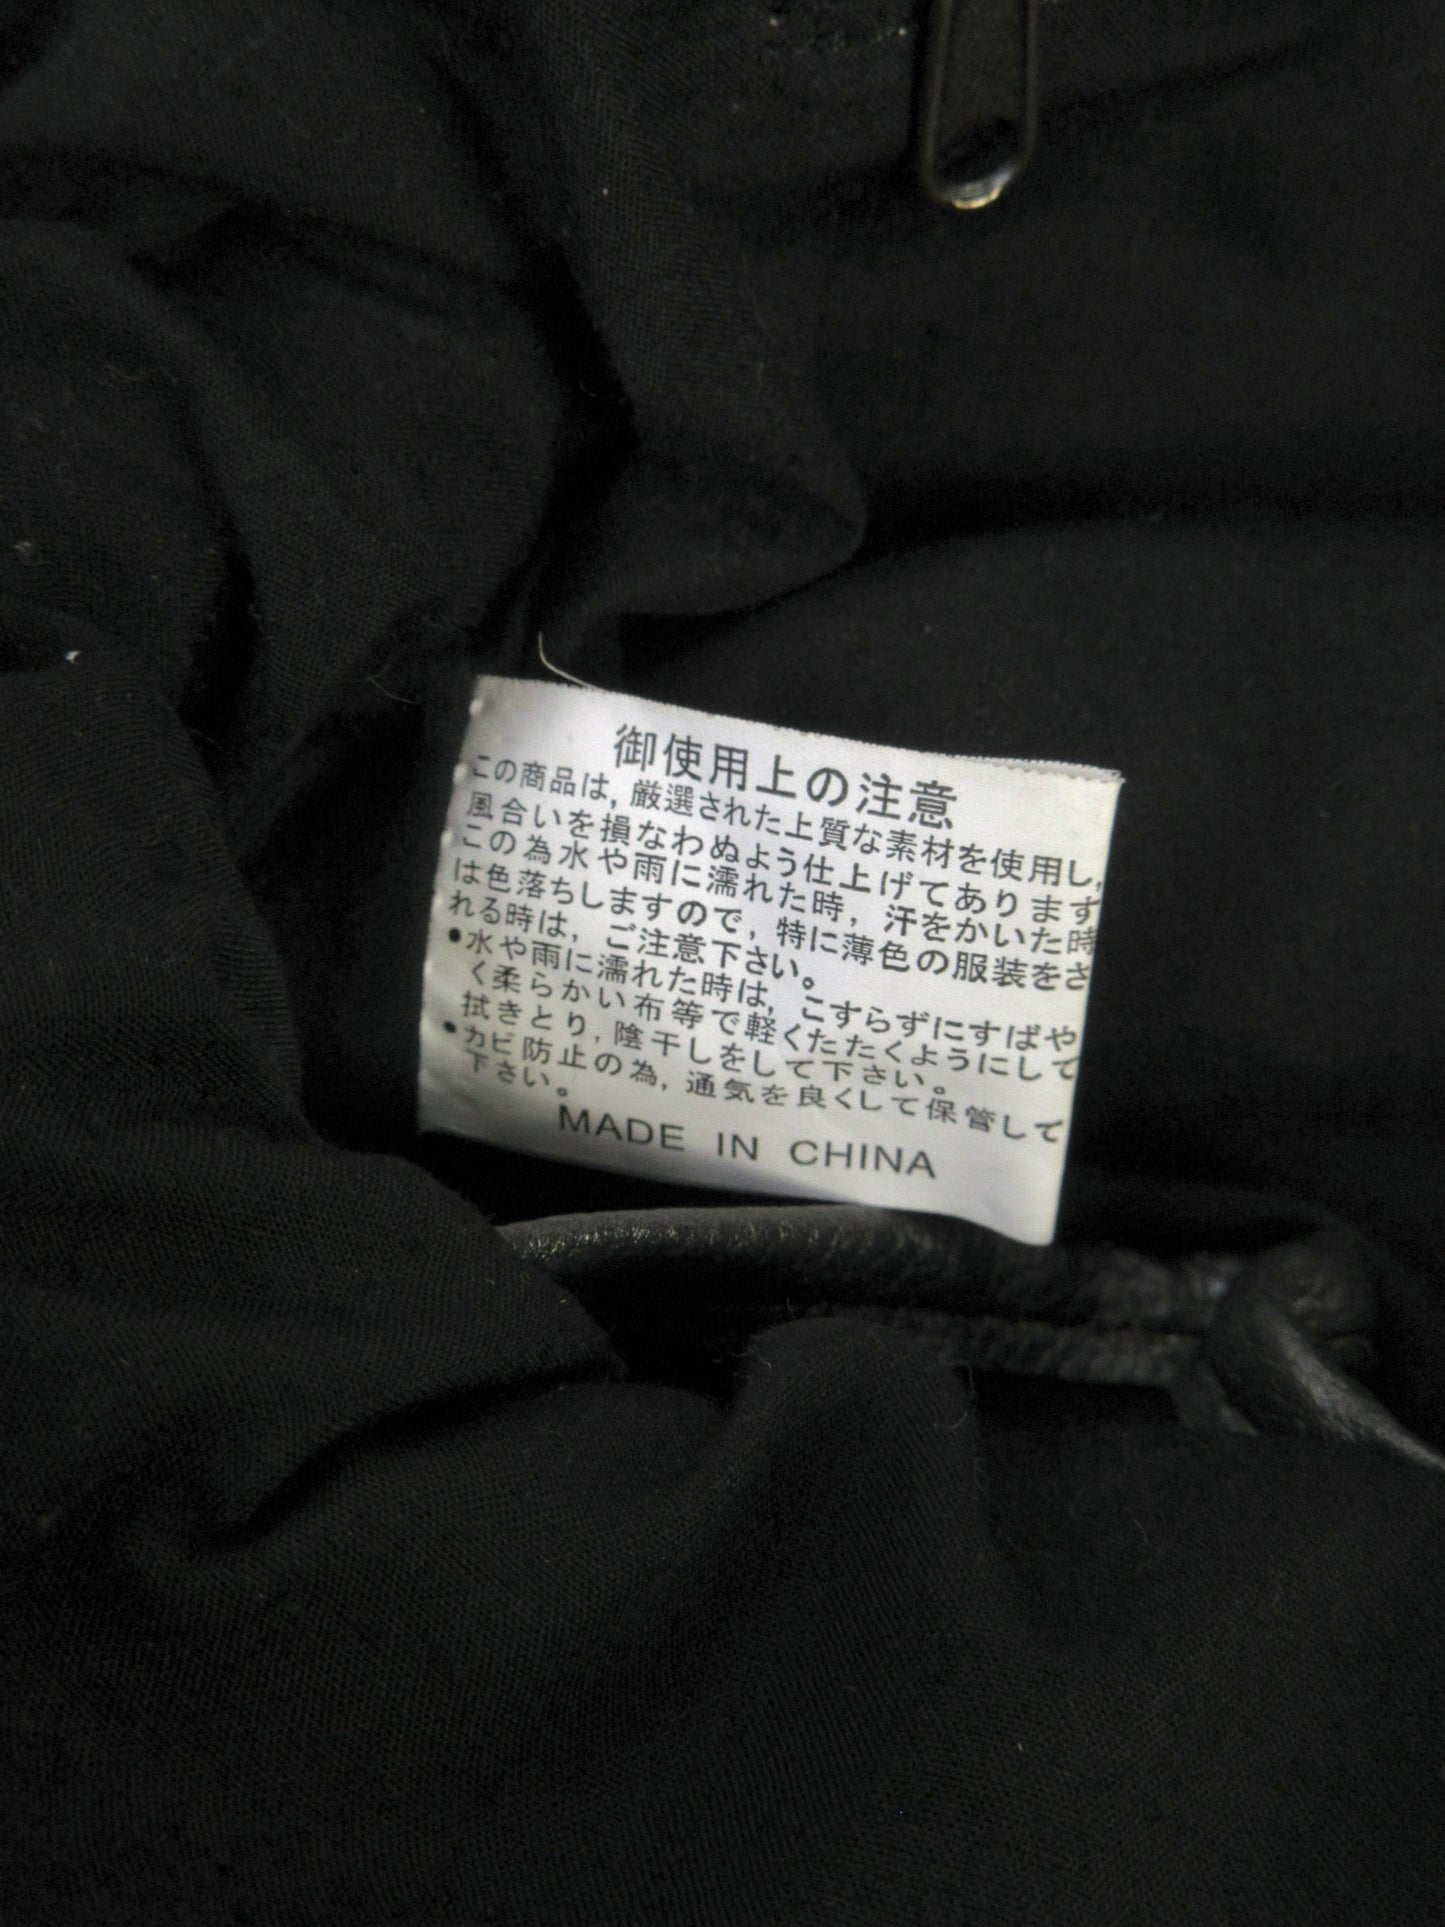 御使用上の注意
この商品は,厳選された上質な素材を使用し,
風合いを損なわぬよう仕上げてあります
この為水や雨に濡れた時,汗をかいた時
は色落ちしますので,特に薄色の服装をさ
れる時は,ご注意下さい。
●水や雨に濡れた時は,こすらずにすばや
く柔らかい布等で軽くたたくようにして
拭きとり,陰干しをして下さい。
●カビ防止の為,通気を良くして保管して
下さい。
MADE IN CHINA